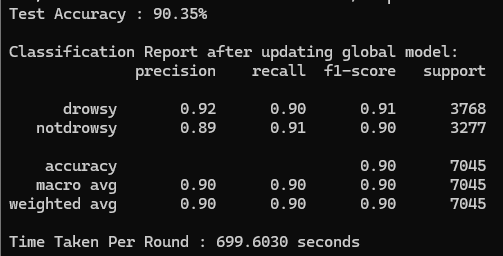 Test Accuracy : 90.35%
Classification Report after updating global model:
precision recall f1-score support
drowsy 0.92 0.90 0.91 3768
notdrowsy 0.89 0.91 0.90 3277
accuracy 0.90 7045
macro avg 0.90 0.90 0.90 7045
weighted avg 0.90 0.90 0.90 7045
Time Taken Per Round : 699.6030 seconds